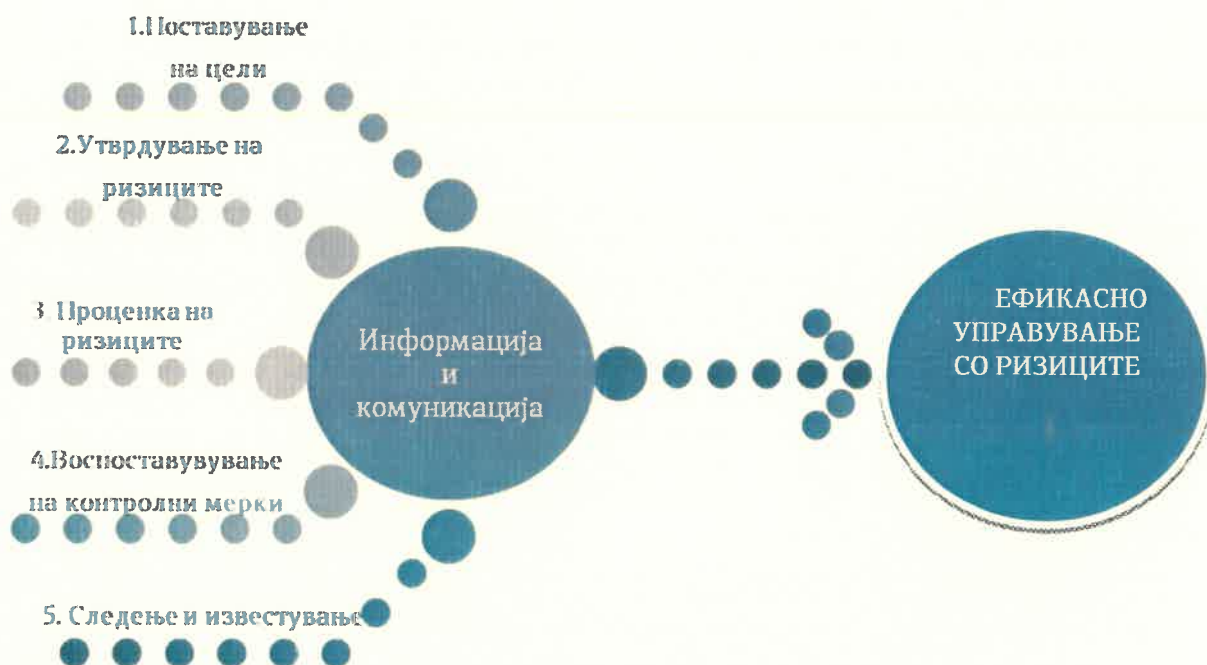 1.Поставување
на цели
2.Утврдување на
ризиците
3 Проценка на
ризиците
4.Воспоставувување
на контролни мерки
5. Следење и известување
Информација
и
комуникација
ЕФИКАСНО
УПРАВУВАЊЕ
СО РИЗИЦИТЕ